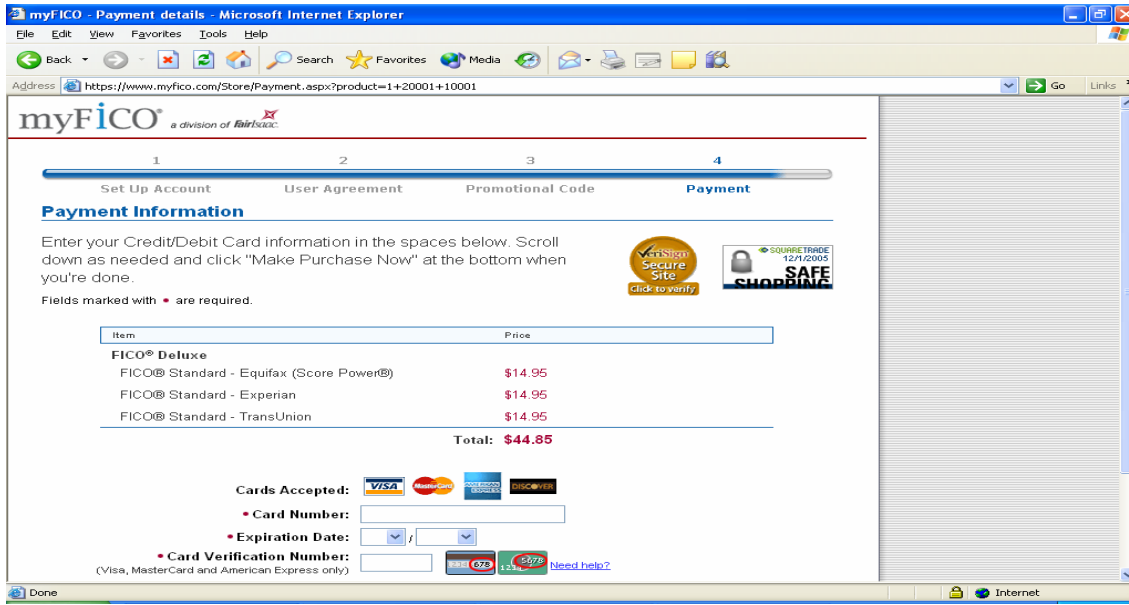 myFICO - Payment details - Microsoft Internet Explorer
File Edit View Favorites Tools Help
Back Search Favorites Media
Address https://www.myfico.com/Store/Payment.aspx?product=1+20001+10001 Go Links
myFICO® a division of Fair Isaac
1 2 3 4
Set Up Account User Agreement Promotional Code Payment
Payment Information
Enter your Credit/Debit Card information in the spaces below. Scroll
down as needed and click "Make Purchase Now" at the bottom when
you're done.
Fields marked with • are required.
VeriSign
Secure
Site
Click to verify
SQUARETRADE
12/1/2005
SAFE
SHOPPING
Item Price
FICO® Deluxe
FICO® Standard - Equifax (Score Power®) $14.95
FICO® Standard - Experian $14.95
FICO® Standard - TransUnion $14.95
Total: $44.85
Cards Accepted: VISA MasterCard AMERICAN EXPRESS DISCOVER
• Card Number:
• Expiration Date: /
• Card Verification Number: 678 5678 Need help?
(Visa, MasterCard and American Express only)
Done Internet